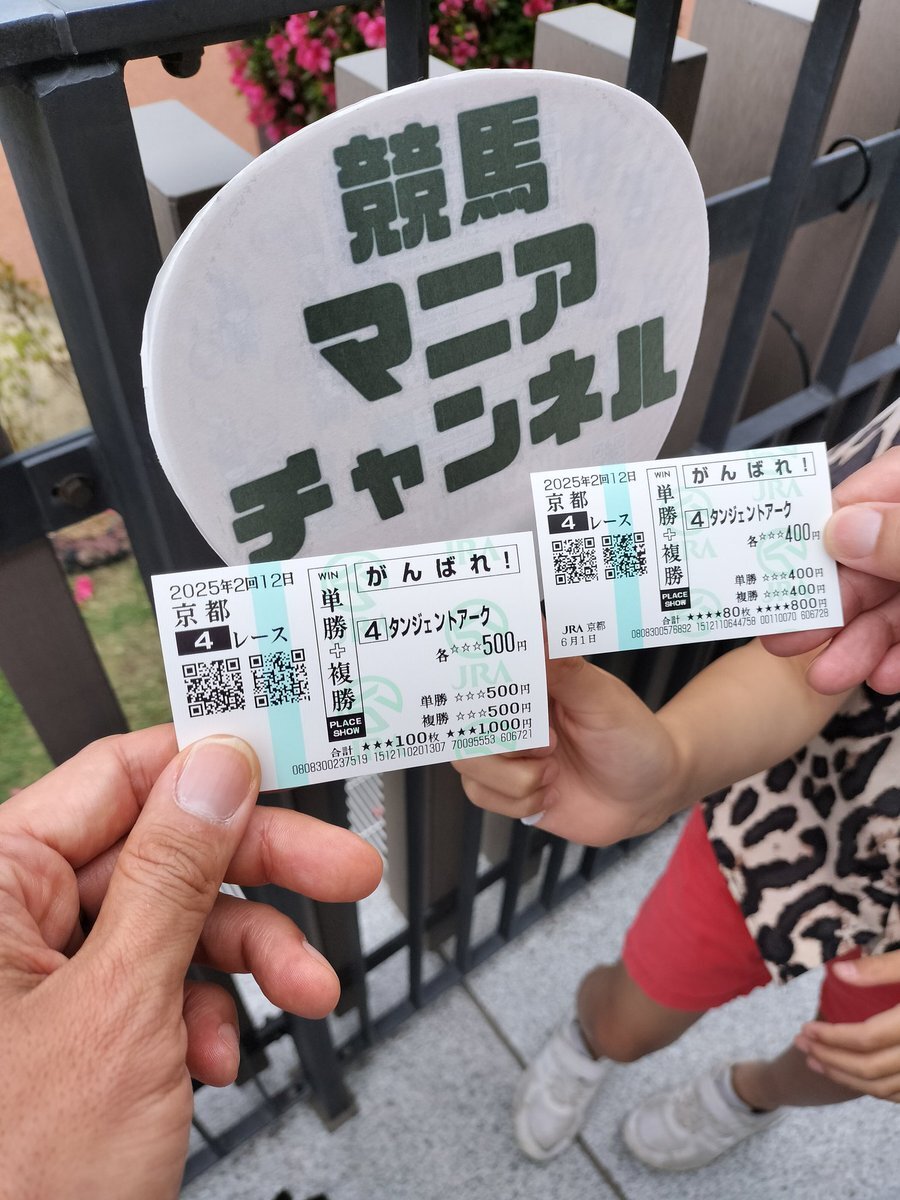 競馬
マニア
チャンネル
2025年2回12日
京都
4レース
WIN
単勝+複勝
PLACE
SHOW
がんばれ!
4 タンジェントアーク
各☆☆☆500円
JRA
単勝 ☆☆☆500円
複勝 ☆☆☆500円
合計 ★★★100枚 ★★★1,000円
0808300237519 1512110201307 70095553 606721
2025年2回12日
京都
4レース
JRA 京都
6月1日
WIN
単勝+複勝
PLACE
SHOW
がんばれ!
4 タンジェントアーク
各☆☆☆400円
JRA
単勝 ☆☆☆400円
複勝 ☆☆☆400円
合計 ★★★★80枚 ★★★★800円
0808300576892 1512110644758 00110070 606728